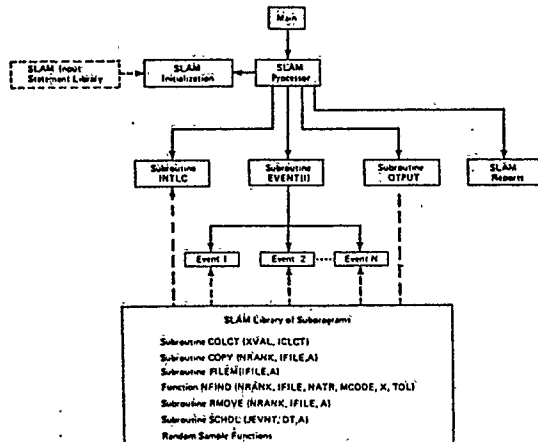 Main
SLAM Input
Statement Library
SLAM
Initialization
SLAM
Processor
Subroutine
INTLC
Subroutine
EVENT(I)
Subroutine
OTPUT
SLAM
Reports
Event 1
Event 2
Event N
SLAM Library of Subprograms
Subroutine COLCT (XVAL, ICLCT)
Subroutine COPY (NRANK, IFILE,A)
Subroutine FILEM(IFILE,A)
Function NFIND (NRANK, IFILE, NATR, MCODE, X, TOL)
Subroutine RMOVE (NRANK, IFILE, A)
Subroutine SCHDL (JEVNT, DT,A)
Random Sample Functions